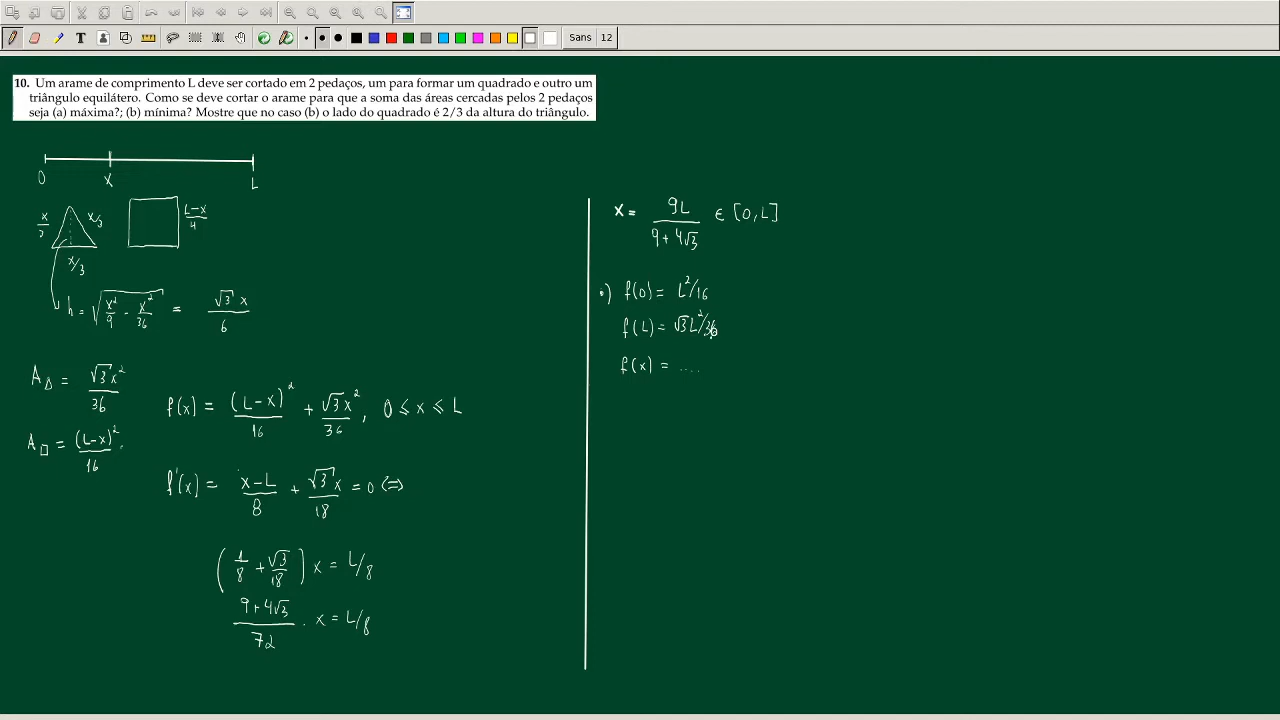 Sans 12
10. Um arame de comprimento L deve ser cortado em 2 pedaços, um para formar um quadrado e outro um
triângulo equilátero. Como se deve cortar o arame para que a soma das áreas cercadas pelos 2 pedaços
seja (a) máxima?; (b) mínima? Mostre que no caso (b) o lado do quadrado é 2/3 da altura do triângulo.
0 x L
x/3 x/3 (L-x)/4
x/3
h = √(x²/9 - x²/36) = √3 x/6
A△ = √3x²/36
f(x) = (L-x)²/16 + √3x²/36, 0 ≤ x ≤ L
A□ = (L-x)²/16
f'(x) = (x-L)/8 + √3x/18 = 0 ⇔
(1/8 + √3/18) x = L/8
(9+4√3)/72 . x = L/8
x = 9L/(9+4√3) ∈ [0,L]
•) f(0) = L²/16
f(L) = √3L²/36
f(x) = ....